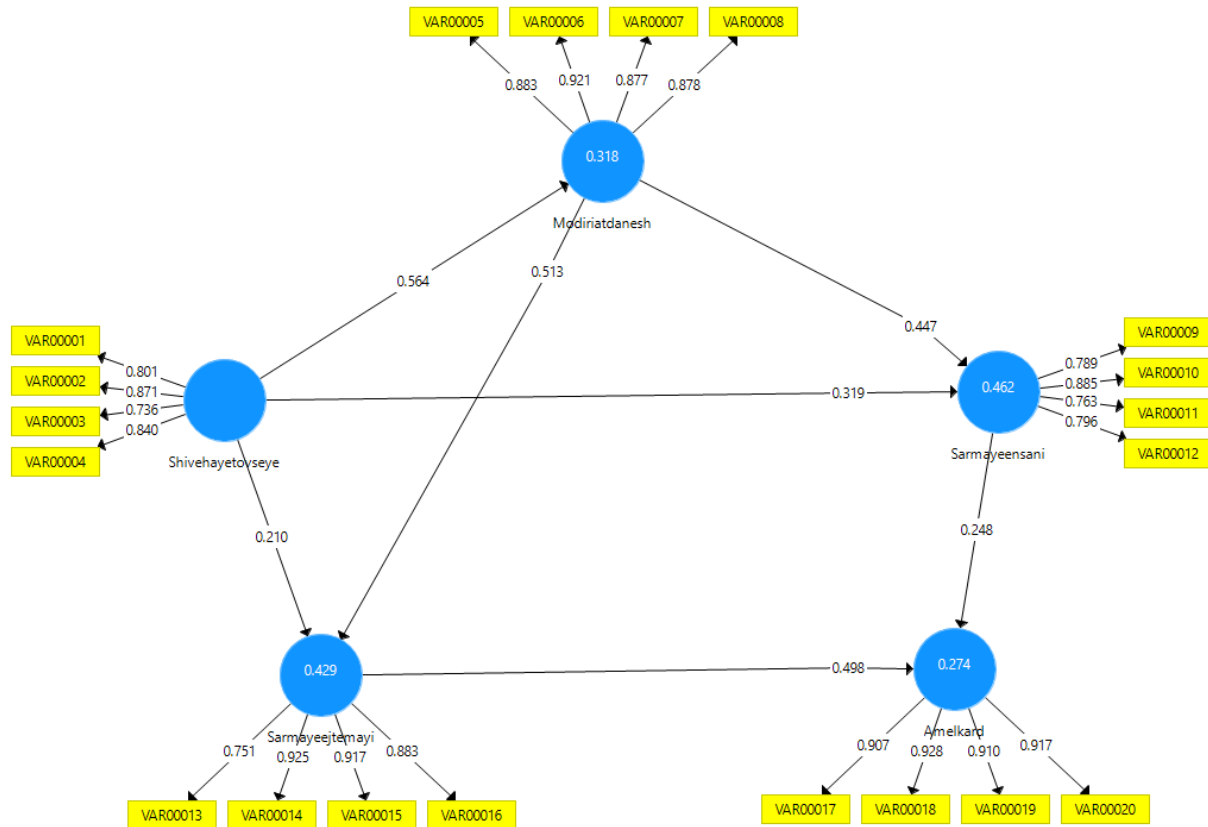 VAR00005
VAR00006
VAR00007
VAR00008
0.883
0.921
0.877
0.878
0.318
Modiriatdanesh
0.564
0.513
0.447
VAR00001
VAR00002
VAR00003
VAR00004
0.801
0.871
0.736
0.840
Shivehayetovseye
0.319
0.462
Sarmayeensani
0.789
0.885
0.763
0.796
VAR00009
VAR00010
VAR00011
VAR00012
0.210
0.248
0.429
Sarmayeejtemayi
0.498
0.274
Amelkard
0.751
0.925
0.917
0.883
VAR00013
VAR00014
VAR00015
VAR00016
0.907
0.928
0.910
0.917
VAR00017
VAR00018
VAR00019
VAR00020